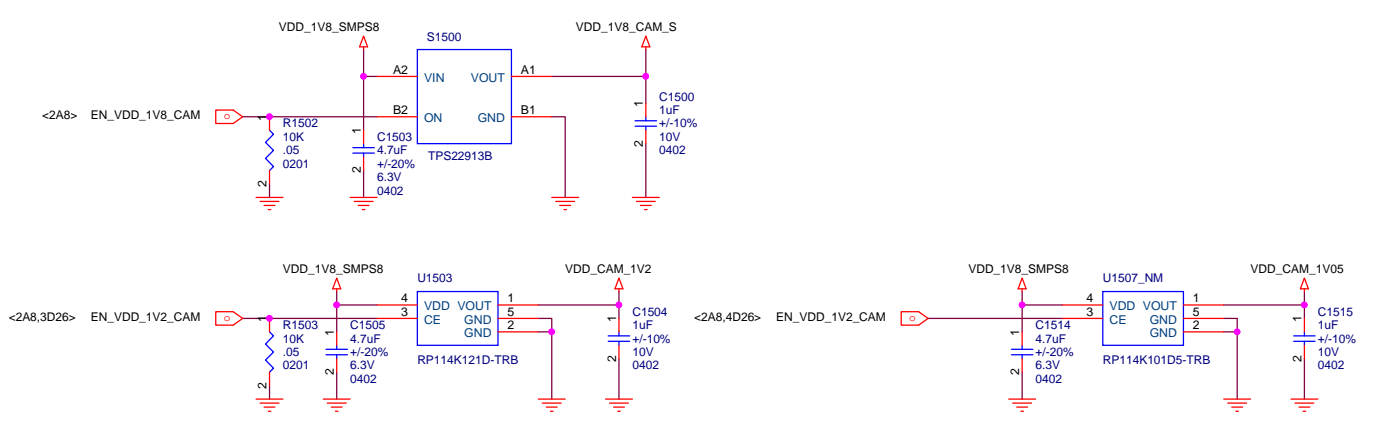 VDD_1V8_SMPS8
S1500
VDD_1V8_CAM_S
A2 VIN VOUT A1
<2A8> EN_VDD_1V8_CAM
B2 ON GND B1
TPS22913B
1
R1502
10K
.05
0201
2
1
C1503
4.7uF
+/-20%
6.3V
0402
2
1
C1500
1uF
+/-10%
10V
0402
2
VDD_1V8_SMPS8
U1503
VDD_CAM_1V2
4 VDD VOUT 1
<2A8,3D26> EN_VDD_1V2_CAM
3 CE GND 5
GND 2
RP114K121D-TRB
1
R1503
10K
.05
0201
2
1
C1505
4.7uF
+/-20%
6.3V
0402
2
1
C1504
1uF
+/-10%
10V
0402
2
VDD_1V8_SMPS8
U1507_NM
VDD_CAM_1V05
4 VDD VOUT 1
<2A8,4D26> EN_VDD_1V2_CAM
3 CE GND 5
GND 2
RP114K101D5-TRB
1
C1514
4.7uF
+/-20%
6.3V
0402
2
1
C1515
1uF
+/-10%
10V
0402
2